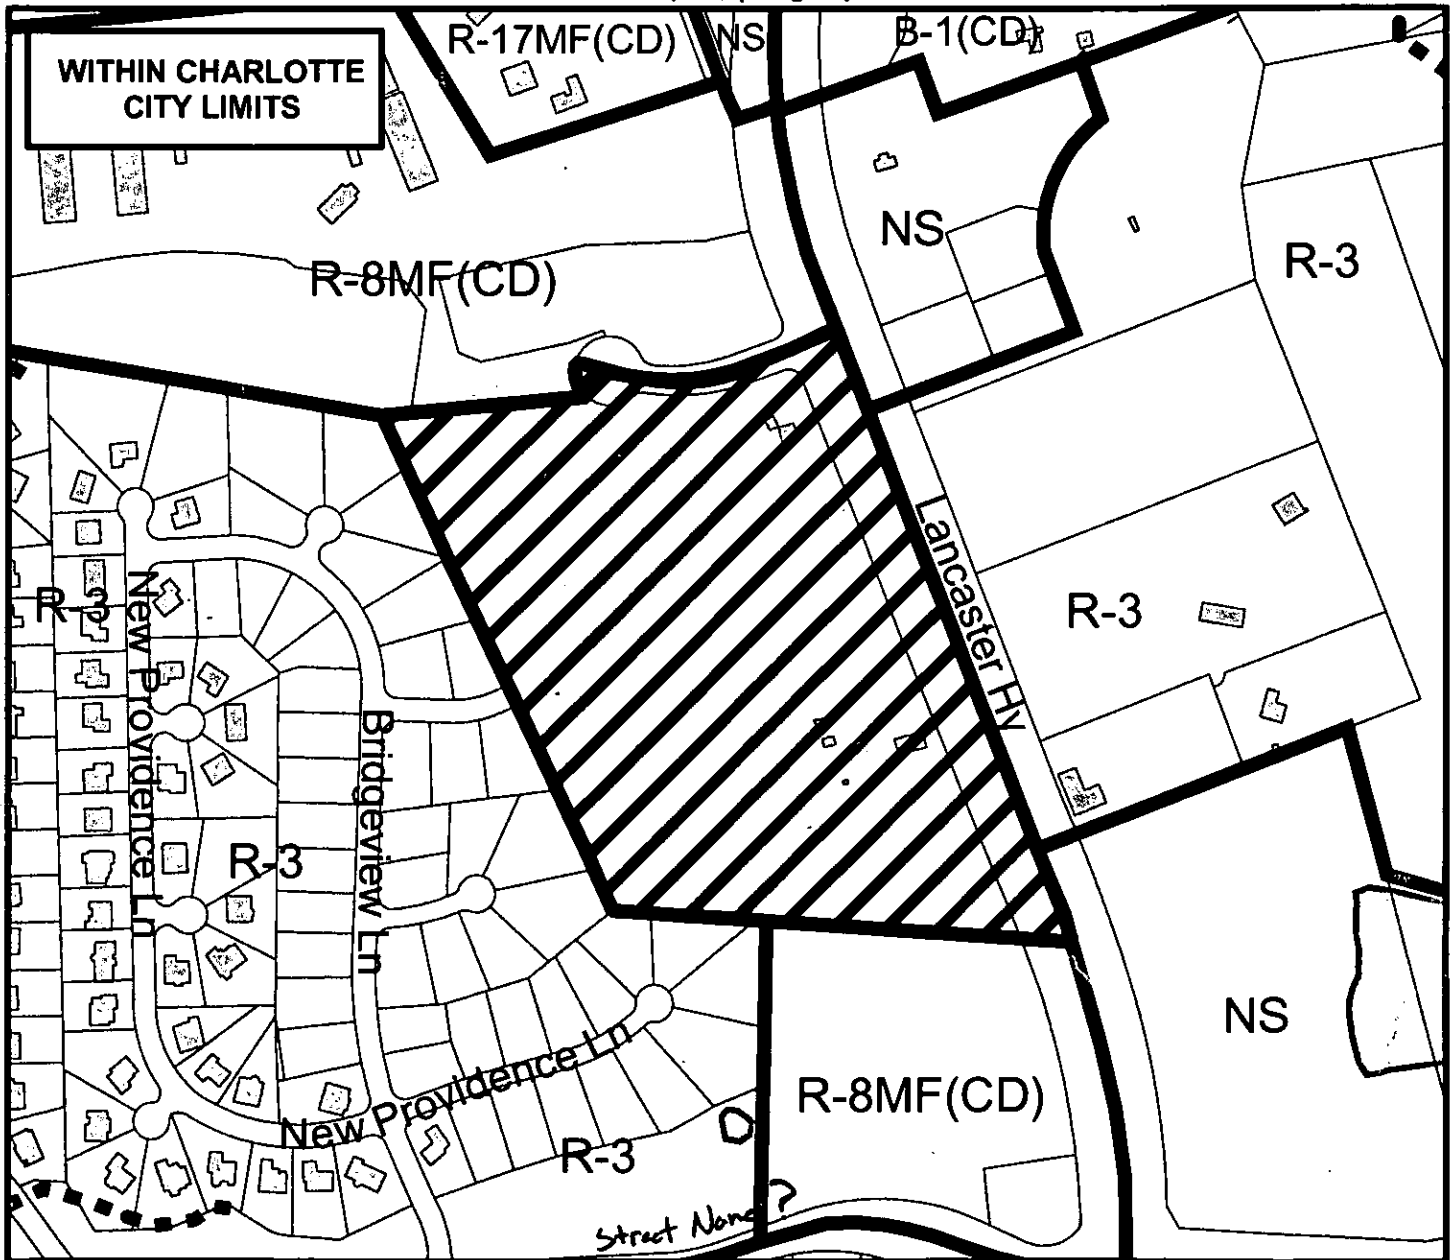 WITHIN CHARLOTTE
CITY LIMITS
R-17MF(CD)
NS
B-1(CD)
NS
R-3
R-8MF(CD)
Lancaster Hy
R-3
R-3
New Providence Ln
Bridgeview Ln
R-3
NS
New Providence Ln
R-8MF(CD)
R-3
Street Name?